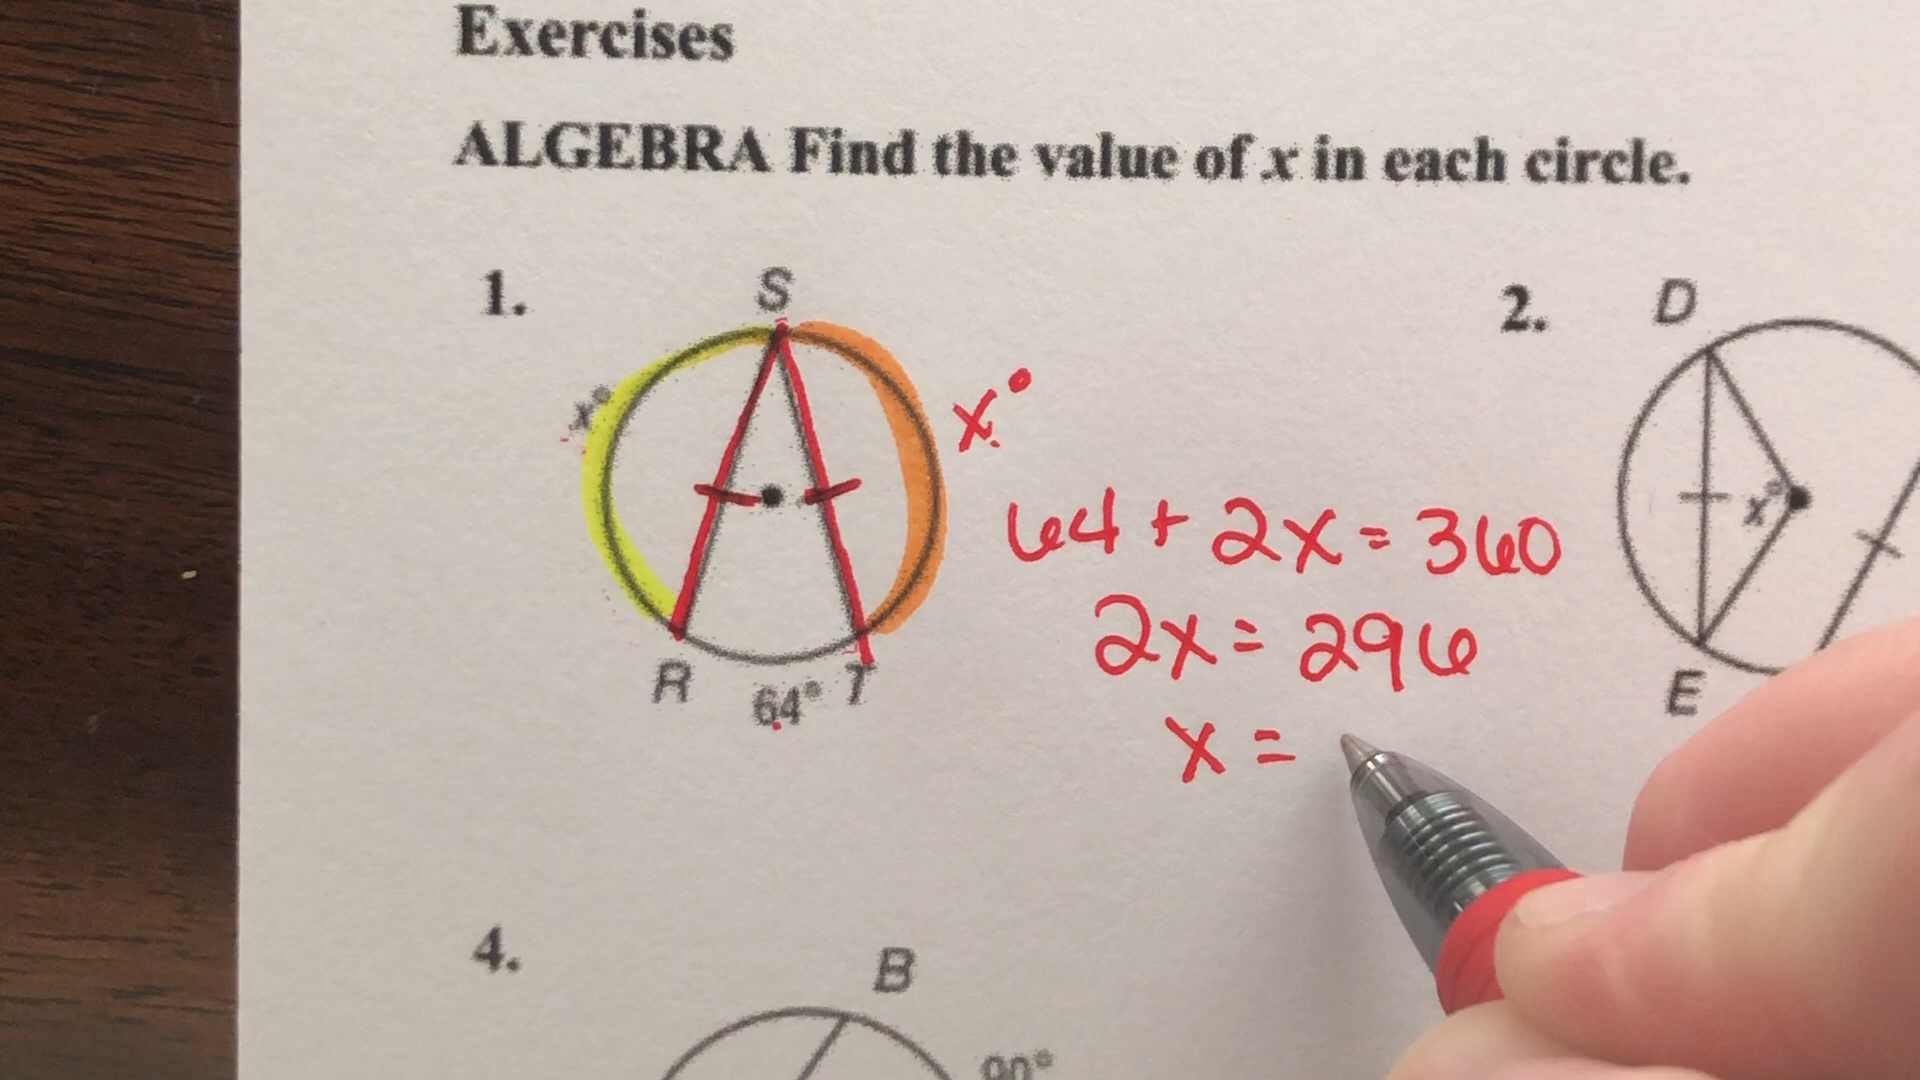 Exercises
ALGEBRA Find the value of x in each circle.
1.
S
x°
x°
R
64°
T
64 + 2x = 360
2x = 296
x =
2.
D
x°
E
4.
B
90°